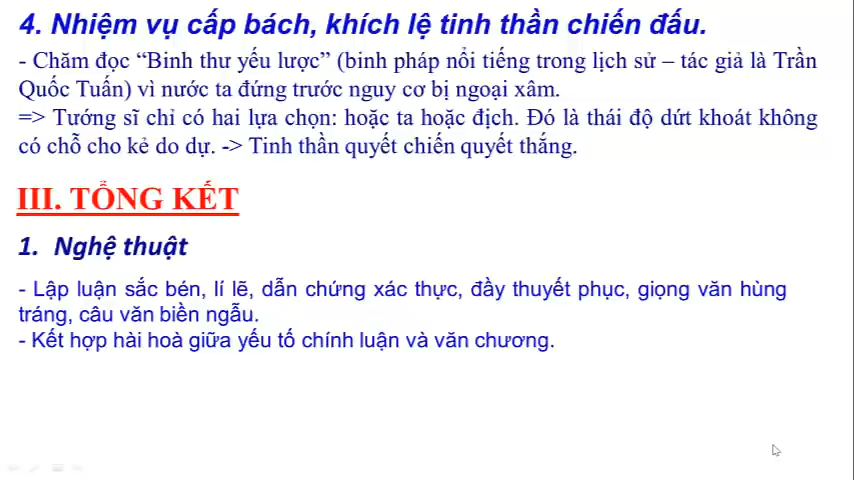 4. Nhiệm vụ cấp bách, khích lệ tinh thần chiến đấu.
- Chăm đọc “Binh thư yếu lược” (binh pháp nổi tiếng trong lịch sử – tác giả là Trần
Quốc Tuấn) vì nước ta đứng trước nguy cơ bị ngoại xâm.
=> Tướng sĩ chỉ có hai lựa chọn: hoặc ta hoặc địch. Đó là thái độ dứt khoát không
có chỗ cho kẻ do dự. -> Tinh thần quyết chiến quyết thắng.
III. TỔNG KẾT
1. Nghệ thuật
- Lập luận sắc bén, lí lẽ, dẫn chứng xác thực, đầy thuyết phục, giọng văn hùng
tráng, câu văn biền ngẫu.
- Kết hợp hài hoà giữa yếu tố chính luận và văn chương.